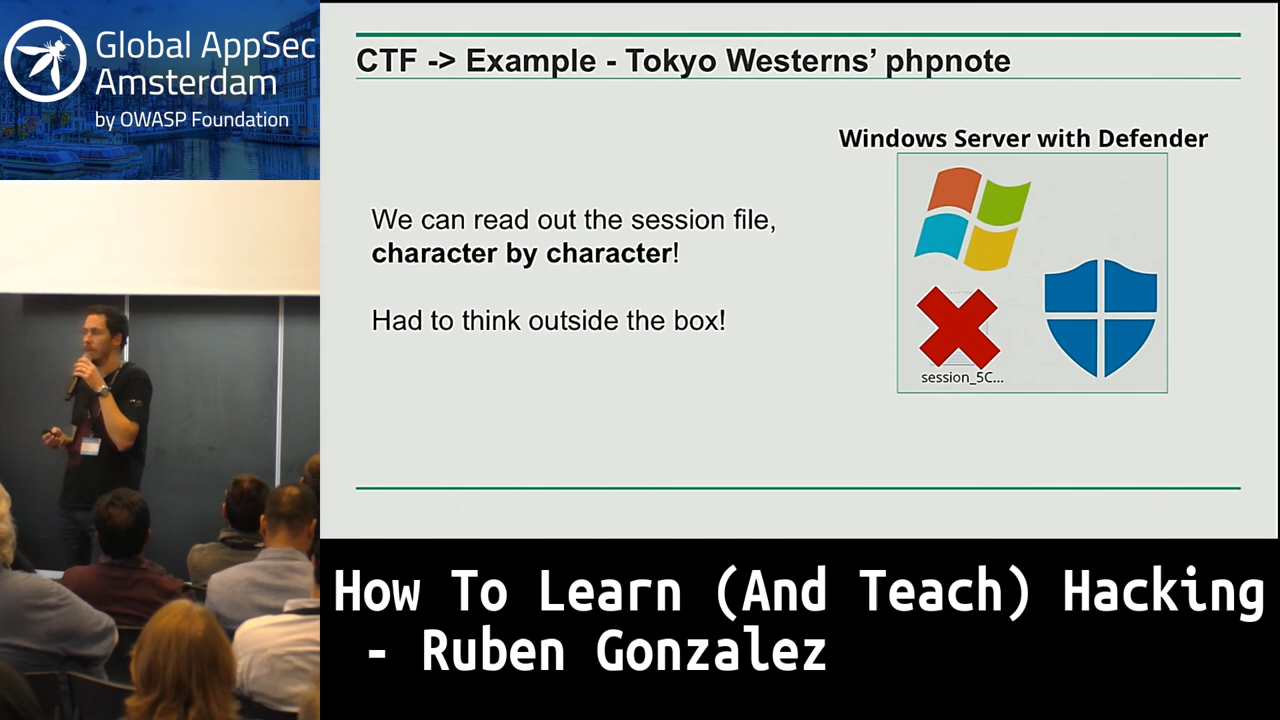 Global AppSec
Amsterdam
by OWASP Foundation
CTF -> Example - Tokyo Westerns’ phpnote
Windows Server with Defender
We can read out the session file,
character by character!
Had to think outside the box!
session_5C...
How To Learn (And Teach) Hacking
- Ruben Gonzalez